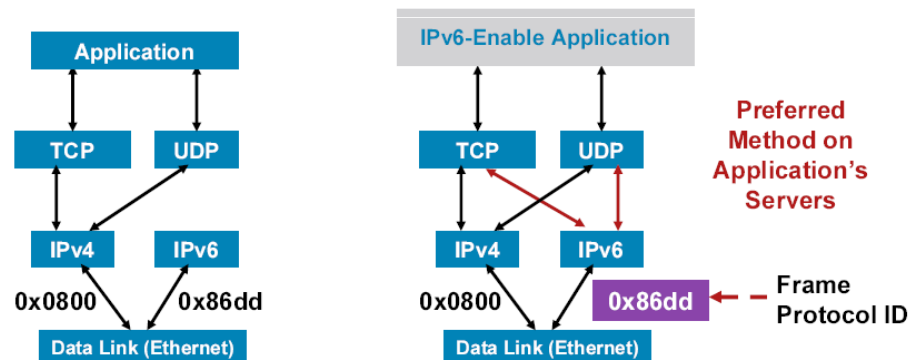 Application
TCP
UDP
IPv4
IPv6
0x0800
0x86dd
Data Link (Ethernet)
IPv6-Enable Application
TCP
UDP
IPv4
IPv6
0x0800
0x86dd
Data Link (Ethernet)
Preferred
Method on
Application's
Servers
Frame
Protocol ID